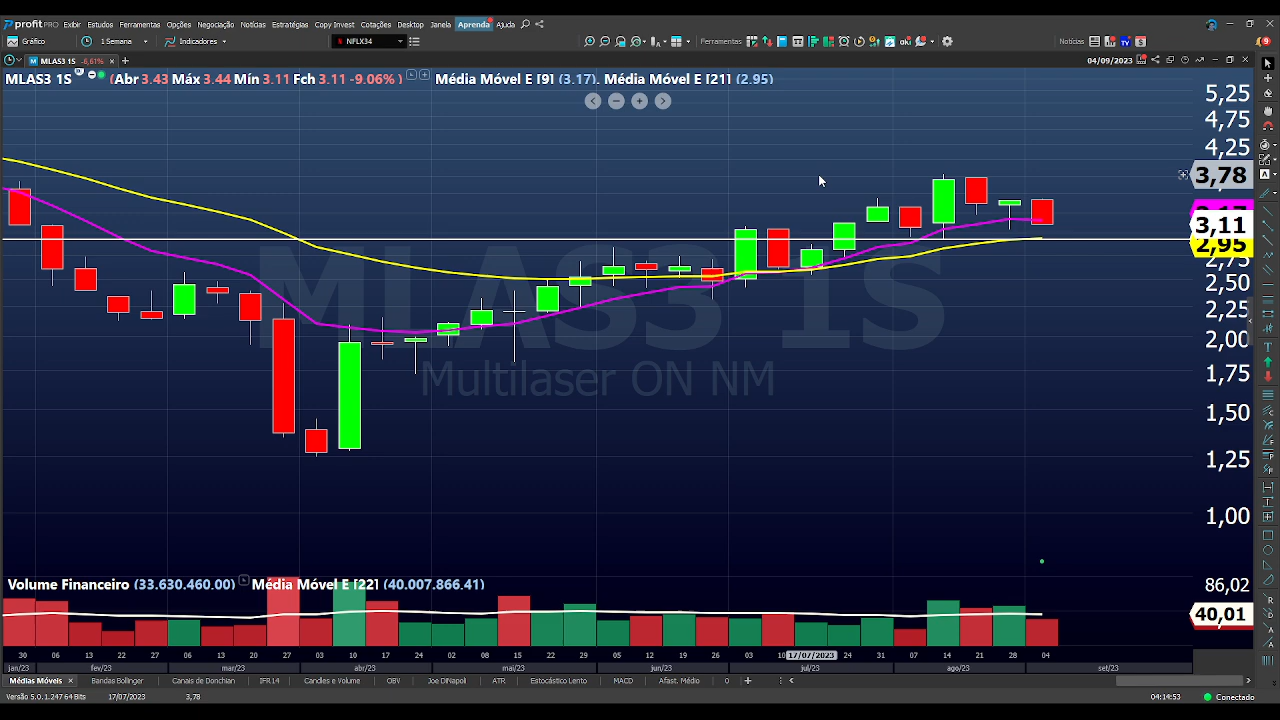 profit PRO Exibir Estudos Ferramentas Opções Negociação Notícias Estratégias Copy Invest Cotações Desktop Janela Aprenda Ajuda
Gráfico 1 Semana Indicadores NFLX34 Ferramentas Notícias 9
MLAS3 1S -6,61% 04/09/2023
MLAS3 1S (Abr 3.43 Máx 3.44 Mín 3.11 Fch 3.11 -9.06% ) Média Móvel E [9] (3.17). Média Móvel E [21] (2.95)
5,25
4,75
4,25
3,78
3,11
2,95
2,75
2,50
2,25
2,00
1,75
1,50
1,25
1,00
MLAS3 1S
Multilaser ON NM
Volume Financeiro (33.630.460.00) Média Móvel E [22] (40.007.866.41)
86,02
40,01
30 06 13 22 27 06 13 20 27 03 10 17 24 02 08 15 22 29 05 12 19 26 03 10 17/07/2023 24 31 07 14 21 28 04
jan/23 fev/23 mar/23 abr/23 mai/23 jun/23 jul/23 ago/23 set/23
Médias Móveis Bandas Bolinger Canais de Donchian IFR14 Candles e Volume OBV Joe DiNapoli ATR Estocástico Lento MACD Afast. Médio 0
Versão 5.0.1.247 64 Bits 17/07/2023 3,78 04:14:53 Conectado